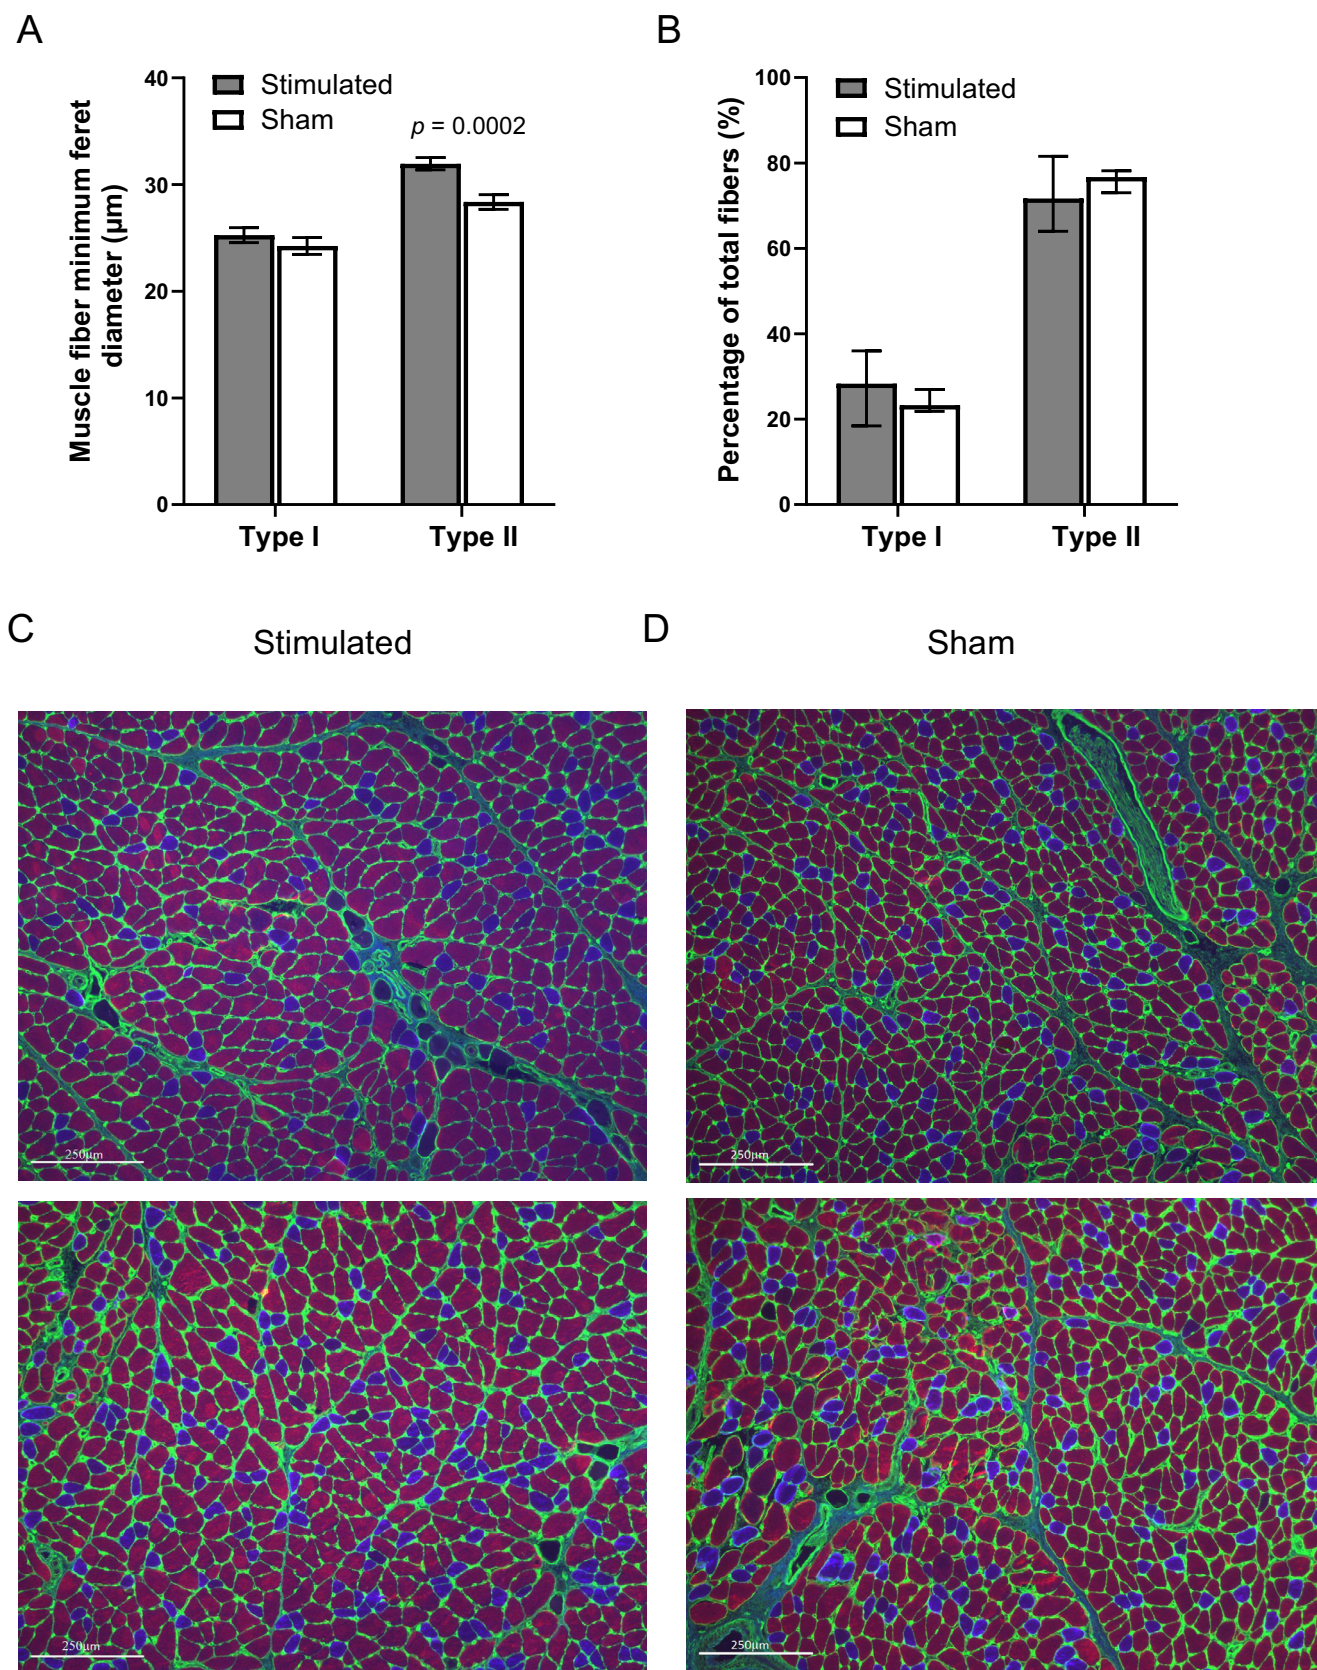 A
Muscle fiber minimum feret
diameter (µm)
40
30
20
10
0
Stimulated
Sham
p = 0.0002
Type I
Type II
B
Percentage of total fibers (%)
100
80
60
40
20
0
Stimulated
Sham
Type I
Type II
C
Stimulated
D
Sham
250µm
250µm
250µm
250µm